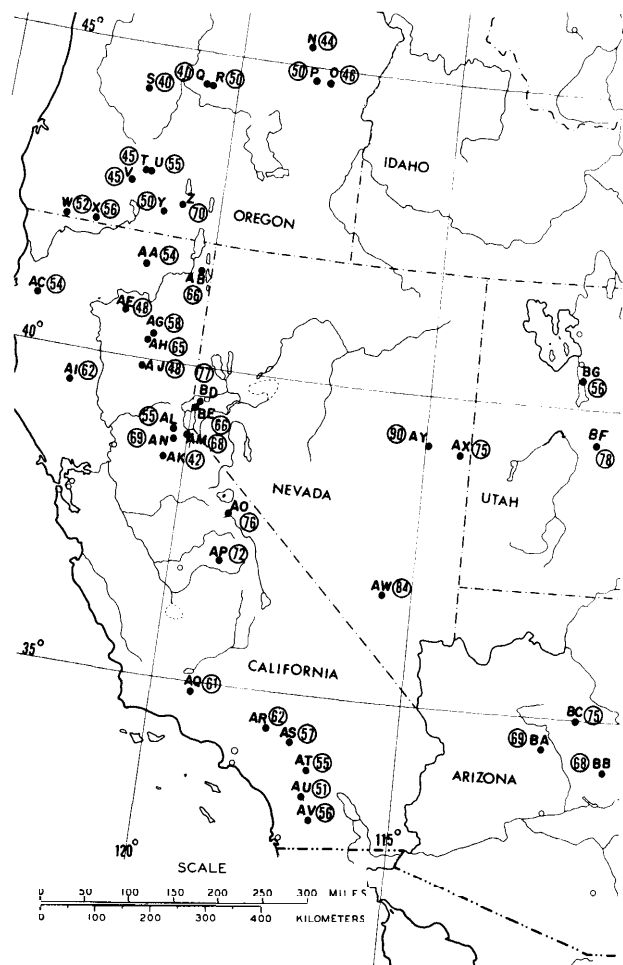 45°
N 44
S 40
40 Q R 50
50 P O 46
IDAHO
45 T U 55
45 V
W 52 X 56
50 Y Z 70
OREGON
AA 54
AB 66
AC 54
AE 48
AG 58
AH 65
40°
AI 62
AJ 48
77 BD
BE 66
55 AL
69 AN AM 68
AK 42
BG 56
90 AY AX 75
BF 78
NEVADA
UTAH
AO 76
AP 72
AW 84
35°
CALIFORNIA
AQ 61
AR 62
AS 57
AT 55
AU 51
AV 56
BC 75
69 BA
68 BB
ARIZONA
120°
115°
SCALE
0 50 100 150 200 250 300 MILES
0 100 200 300 400 KILOMETERS